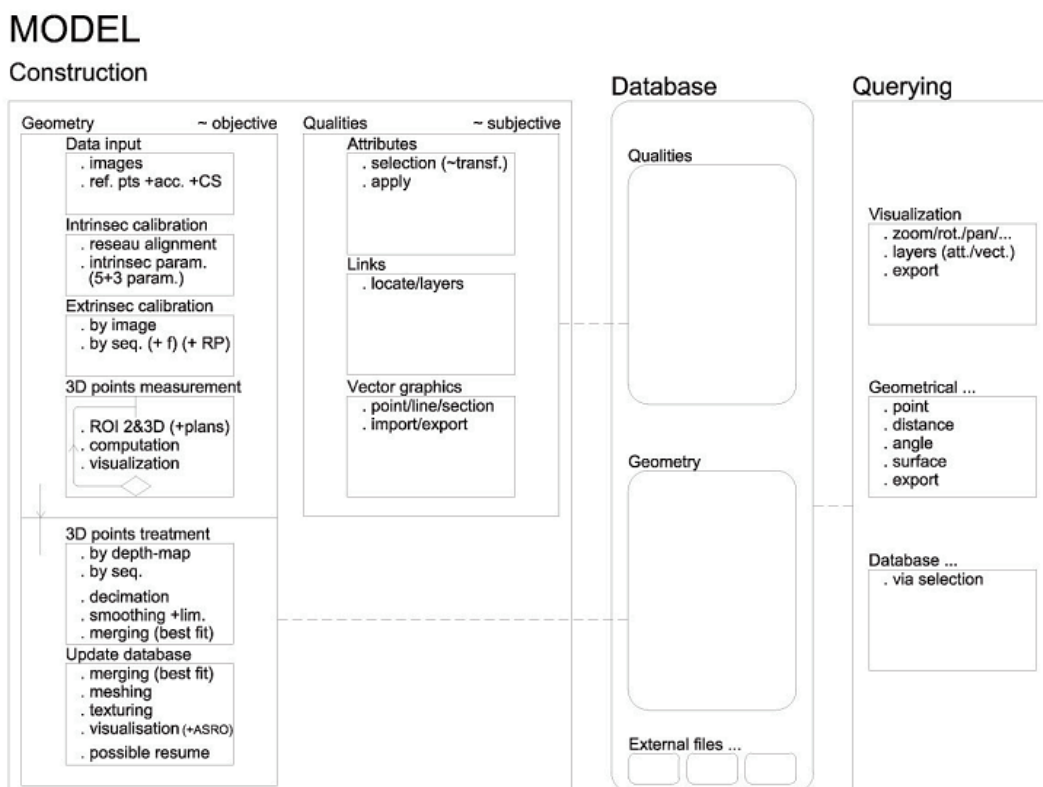 MODEL
Construction
Geometry ~ objective
Data input
. images
. ref. pts +acc. +CS
Intrinsec calibration
. reseau alignment
. intrinsec param.
(5+3 param.)
Extrinsec calibration
. by image
. by seq. (+ f) (+ RP)
3D points measurement
. ROI 2&3D (+plans)
. computation
. visualization
3D points treatment
. by depth-map
. by seq.
. decimation
. smoothing +lim.
. merging (best fit)
Update database
. merging (best fit)
. meshing
. texturing
. visualisation (+ASRO)
. possible resume
Qualities ~ subjective
Attributes
. selection (~transf.)
. apply
Links
. locate/layers
Vector graphics
. point/line/section
. import/export
Database
Qualities
Geometry
External files ...
Querying
Visualization
. zoom/rot./pan/...
. layers (att./vect.)
. export
Geometrical ...
. point
. distance
. angle
. surface
. export
Database ...
. via selection